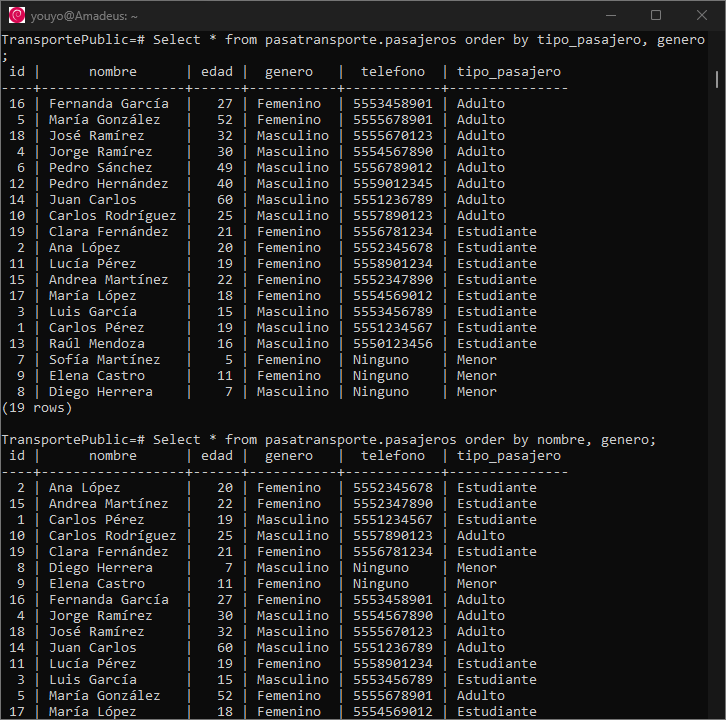 youyo@Amadeus: ~
TransportePublic=# Select * from pasatransporte.pasajeros order by tipo_pasajero, genero
;
 id |      nombre      | edad |  genero   |  telefono  | tipo_pasajero
----+------------------+------+-----------+------------+---------------
 16 | Fernanda García  |   27 | Femenino  | 5553458901 | Adulto
  5 | María González   |   52 | Femenino  | 5555678901 | Adulto
 18 | José Ramírez     |   32 | Masculino | 5555670123 | Adulto
  4 | Jorge Ramírez    |   30 | Masculino | 5554567890 | Adulto
  6 | Pedro Sánchez    |   49 | Masculino | 5556789012 | Adulto
 12 | Pedro Hernández  |   40 | Masculino | 5559012345 | Adulto
 14 | Juan Carlos      |   60 | Masculino | 5551236789 | Adulto
 10 | Carlos Rodríguez |   25 | Masculino | 5557890123 | Adulto
 19 | Clara Fernández  |   21 | Femenino  | 5556781234 | Estudiante
  2 | Ana López        |   20 | Femenino  | 5552345678 | Estudiante
 11 | Lucía Pérez      |   19 | Femenino  | 5558901234 | Estudiante
 15 | Andrea Martínez  |   22 | Femenino  | 5552347890 | Estudiante
 17 | María López      |   18 | Femenino  | 5554569012 | Estudiante
  3 | Luis García      |   15 | Masculino | 5553456789 | Estudiante
  1 | Carlos Pérez     |   19 | Masculino | 5551234567 | Estudiante
 13 | Raúl Mendoza     |   16 | Masculino | 5550123456 | Estudiante
  7 | Sofía Martínez   |    5 | Femenino  | Ninguno    | Menor
  9 | Elena Castro     |   11 | Femenino  | Ninguno    | Menor
  8 | Diego Herrera    |    7 | Masculino | Ninguno    | Menor
(19 rows)
TransportePublic=# Select * from pasatransporte.pasajeros order by nombre, genero;
 id |      nombre      | edad |  genero   |  telefono  | tipo_pasajero
----+------------------+------+-----------+------------+---------------
  2 | Ana López        |   20 | Femenino  | 5552345678 | Estudiante
 15 | Andrea Martínez  |   22 | Femenino  | 5552347890 | Estudiante
  1 | Carlos Pérez     |   19 | Masculino | 5551234567 | Estudiante
 10 | Carlos Rodríguez |   25 | Masculino | 5557890123 | Adulto
 19 | Clara Fernández  |   21 | Femenino  | 5556781234 | Estudiante
  8 | Diego Herrera    |    7 | Masculino | Ninguno    | Menor
  9 | Elena Castro     |   11 | Femenino  | Ninguno    | Menor
 16 | Fernanda García  |   27 | Femenino  | 5553458901 | Adulto
  4 | Jorge Ramírez    |   30 | Masculino | 5554567890 | Adulto
 18 | José Ramírez     |   32 | Masculino | 5555670123 | Adulto
 14 | Juan Carlos      |   60 | Masculino | 5551236789 | Adulto
 11 | Lucía Pérez      |   19 | Femenino  | 5558901234 | Estudiante
  3 | Luis García      |   15 | Masculino | 5553456789 | Estudiante
  5 | María González   |   52 | Femenino  | 5555678901 | Adulto
 17 | María López      |   18 | Femenino  | 5554569012 | Estudiante